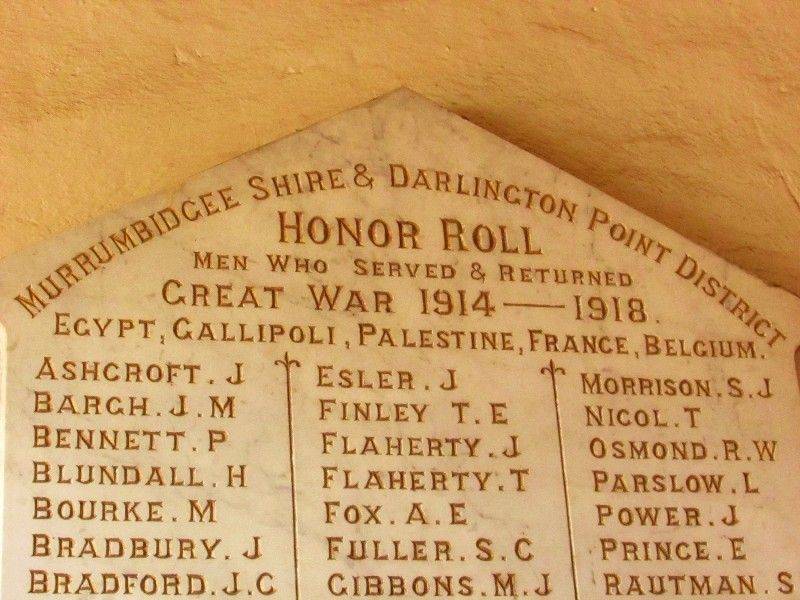 MURRUMBIDGEE SHIRE & DARLINGTON POINT DISTRICT
HONOR ROLL
MEN WHO SERVED & RETURNED
GREAT WAR 1914 — 1918.
EGYPT, GALLIPOLI, PALESTINE, FRANCE, BELGIUM.
ASHCROFT. J
BARGH. J. M
BENNETT. P
BLUNDALL. H
BOURKE. M
BRADBURY. J
BRADFORD. J. C
ESLER. J
FINLEY T. E
FLAHERTY. J
FLAHERTY. T
FOX. A. E
FULLER. S. C
GIBBONS. M. J
MORRISON. S. J
NICOL. T
OSMOND. R. W
PARSLOW. L
POWER. J
PRINCE. E
RAUTMAN. S